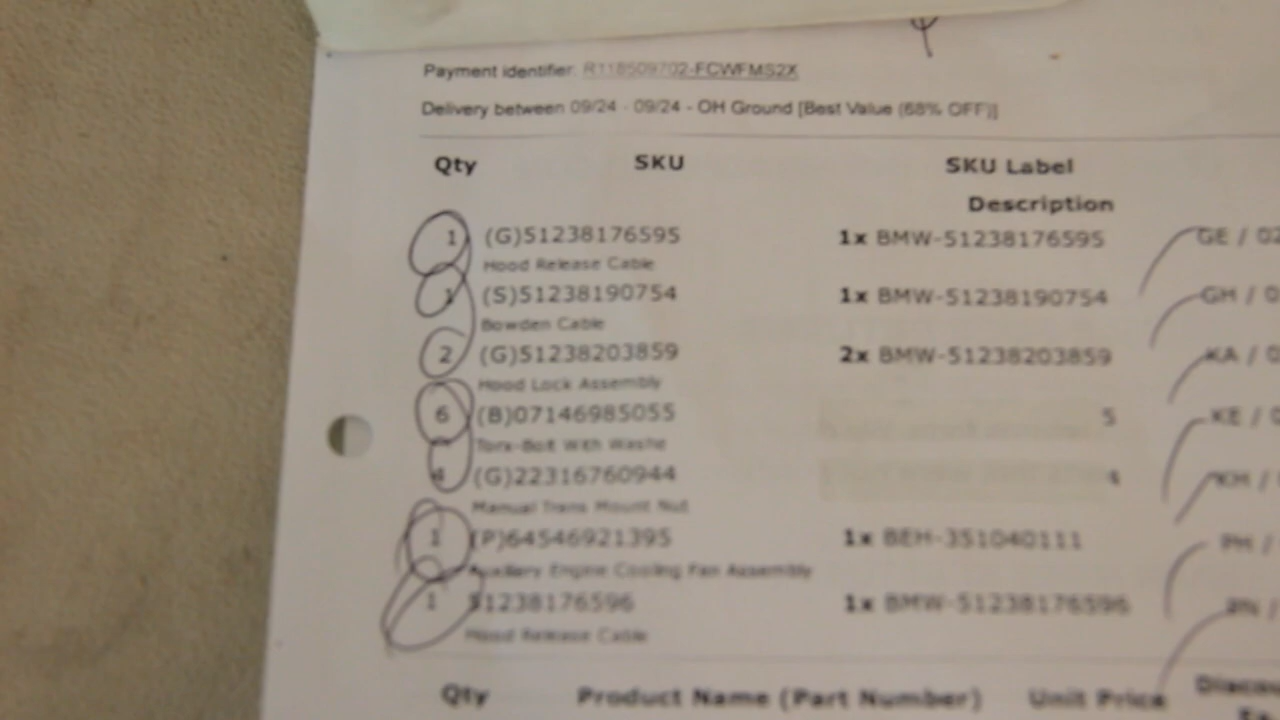 Payment identifier: R118509702-FCWFMS2X
Delivery between 09/24 - 09/24 - OH Ground [Best Value (68% OFF)]
Qty SKU SKU Label
Description
1 (G)51238176595 1x BMW-51238176595 GE / 02
Hood Release Cable
1 (S)51238190754 1x BMW-51238190754 GH / 0
Bowden Cable
2 (G)51238203859 2x BMW-51238203859 KA / 0
Hood Lock Assembly
6 (B)07146985055 5 KE / 0
Torx-Bolt With Washe
4 (G)22316760944 4 KH /
Manual Trans Mount Nut
1 (P)64546921395 1x BEH-351040111 PH /
Auxiliary Engine Cooling Fan Assembly
1 51238176596 1x BMW-51238176596 PN /
Hood Release Cable
Qty Product Name (Part Number) Unit Price